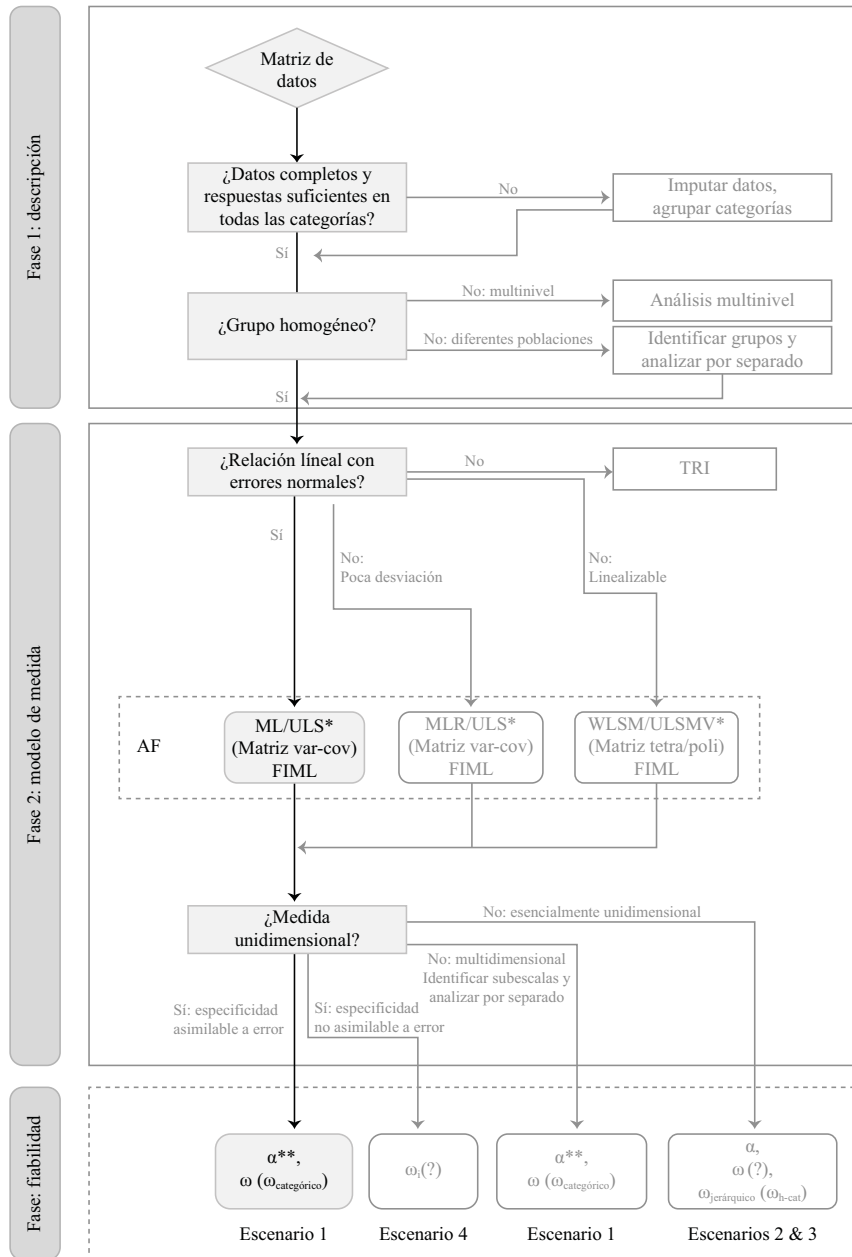 Fase 1: descripción
Matriz de
datos
¿Datos completos y
respuestas suficientes en
todas las categorías?
No
Imputar datos,
agrupar categorías
Sí
¿Grupo homogéneo?
No: multinivel
Análisis multinivel
No: diferentes poblaciones
Identificar grupos y
analizar por separado
Sí
Fase 2: modelo de medida
¿Relación líneal con
errores normales?
No
TRI
Sí
No:
Poca desviación
No:
Linealizable
AF
ML/ULS*
(Matriz var-cov)
FIML
MLR/ULS*
(Matriz var-cov)
FIML
WLSM/ULSMV*
(Matriz tetra/poli)
FIML
¿Medida
unidimensional?
No: esencialmente unidimensional
No: multidimensional
Identificar subescalas y
analizar por separado
Sí: especificidad
asimilable a error
Sí: especificidad
no asimilable a error
Fase: fiabilidad
α**,
ω (ωcategórico)
ωi(?)
α**,
ω (ωcategórico)
α,
ω (?),
ωjerárquico (ωh-cat)
Escenario 1
Escenario 4
Escenario 1
Escenarios 2 & 3